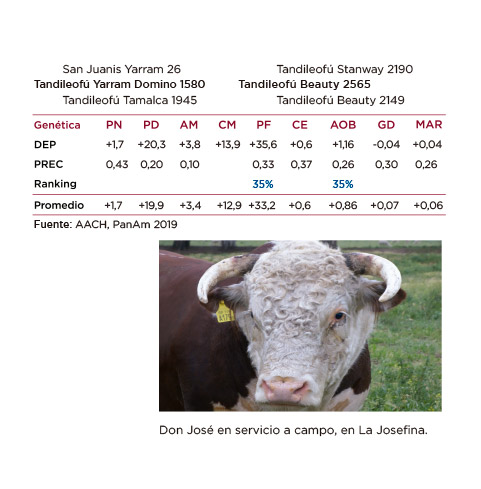 San Juanis Yarram 26
Tandileofú Yarram Domino 1580
Tandileofú Tamalca 1945
Tandileofú Stanway 2190
Tandileofú Beauty 2565
Tandileofú Beauty 2149
Genética PN PD AM CM PF CE AOB GD MAR
DEP +1,7 +20,3 +3,8 +13,9 +35,6 +0,6 +1,16 -0,04 +0,04
PREC 0,43 0,20 0,10 0,33 0,37 0,26 0,30 0,26
Ranking 35% 35%
Promedio +1,7 +19,9 +3,4 +12,9 +33,2 +0,6 +0,86 +0,07 +0,06
Fuente: AACH, PanAm 2019
Don José en servicio a campo, en La Josefina.